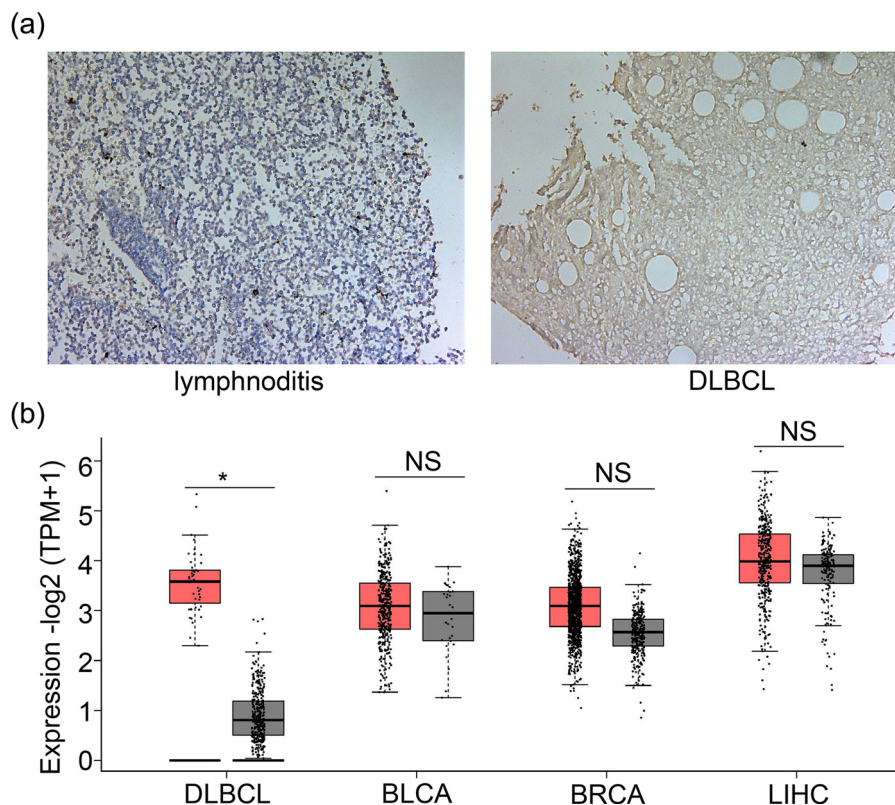 (a)
lymphnoditis DLBCL
(b)
Expression -log2 (TPM+1)
6
5
4
3
2
1
0
* NS NS NS
DLBCL BLCA BRCA LIHC